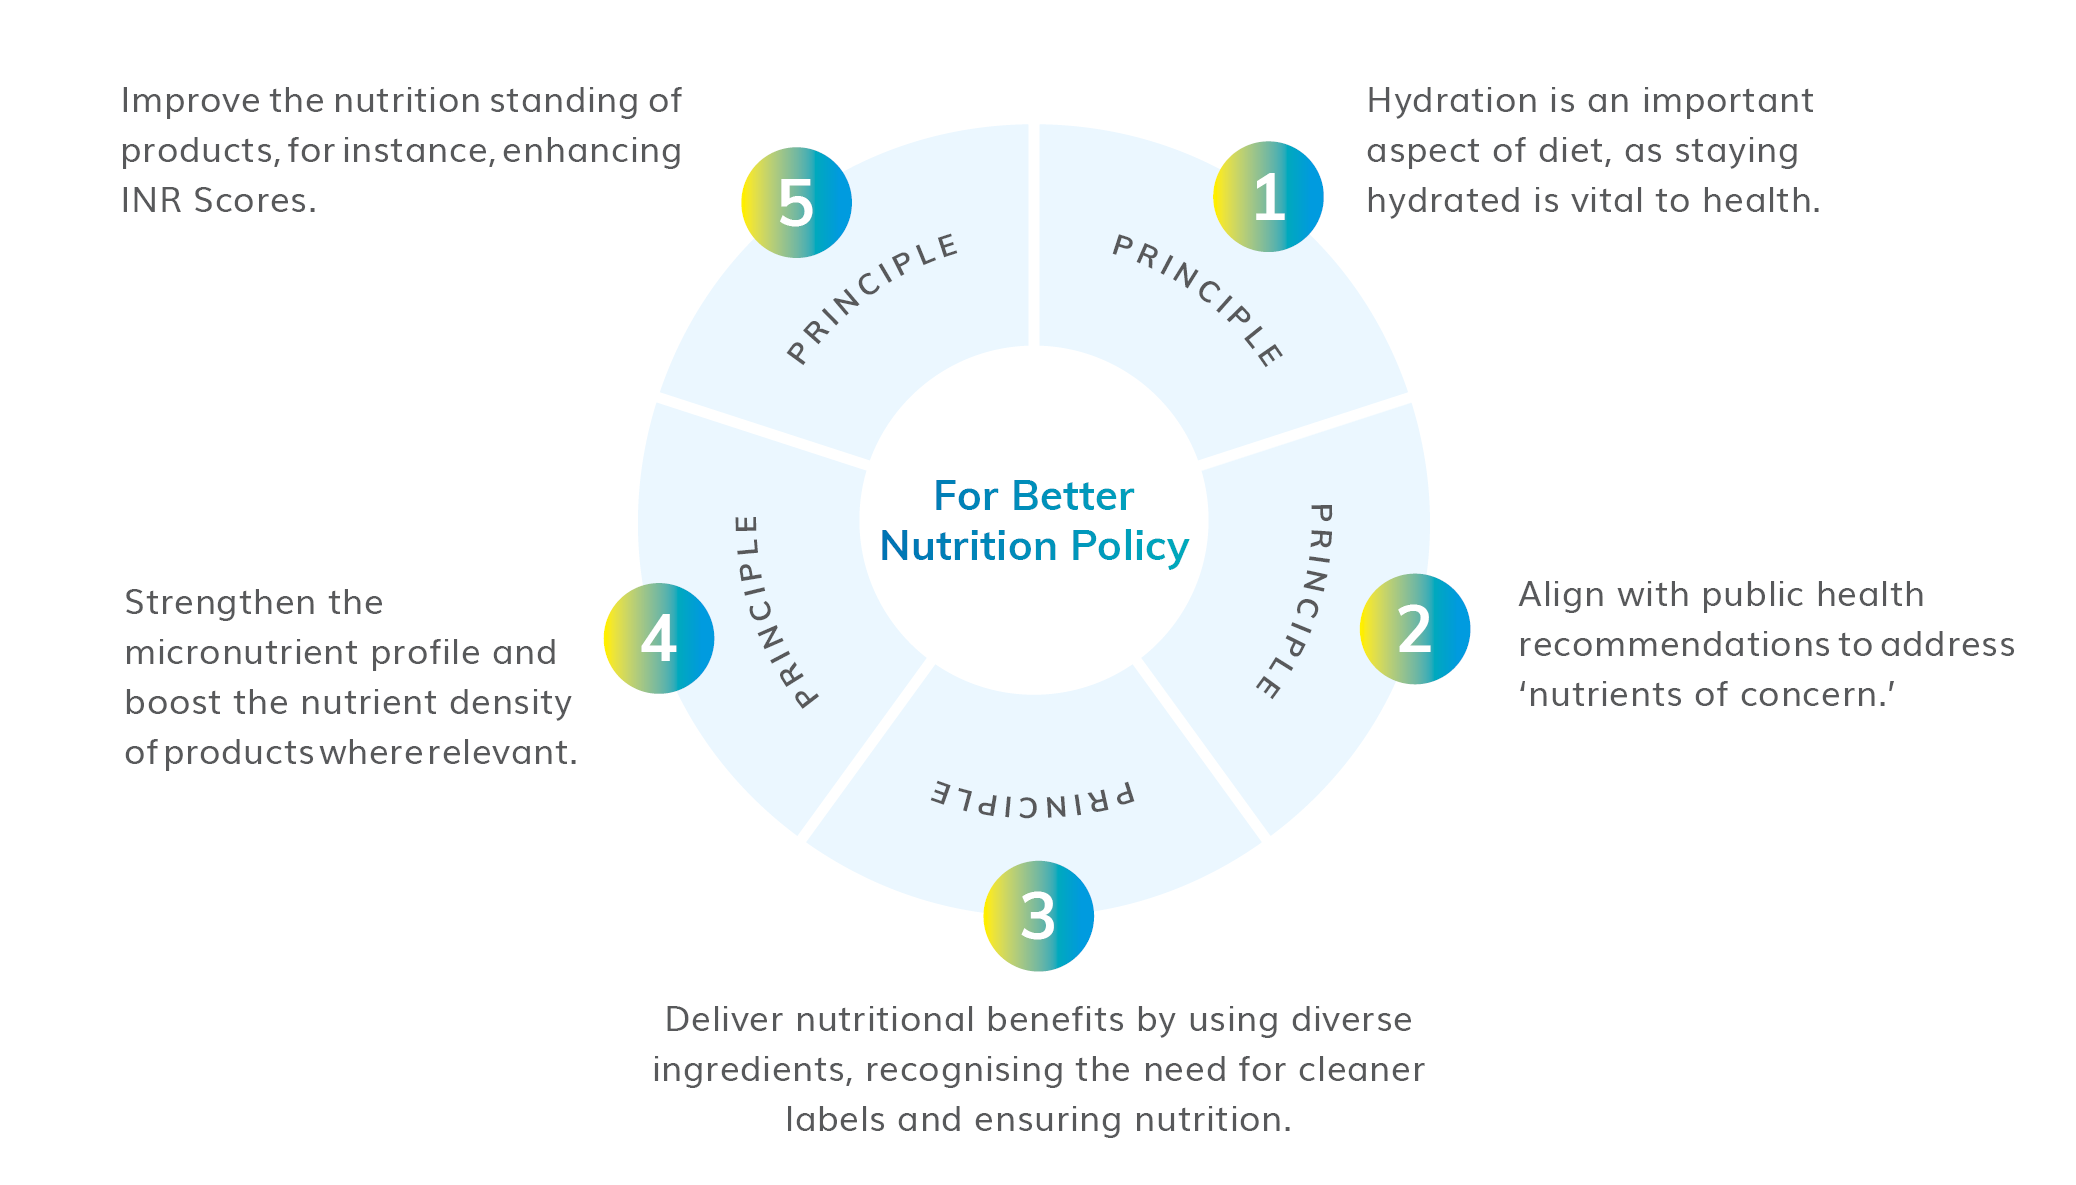 For Better
Nutrition Policy
1
PRINCIPLE
Hydration is an important
aspect of diet, as staying
hydrated is vital to health.
2
PRINCIPLE
Align with public health
recommendations to address
‘nutrients of concern.’
3
PRINCIPLE
Deliver nutritional benefits by using diverse
ingredients, recognising the need for cleaner
labels and ensuring nutrition.
4
PRINCIPLE
Strengthen the
micronutrient profile and
boost the nutrient density
of products where relevant.
5
PRINCIPLE
Improve the nutrition standing of
products, for instance, enhancing
INR Scores.